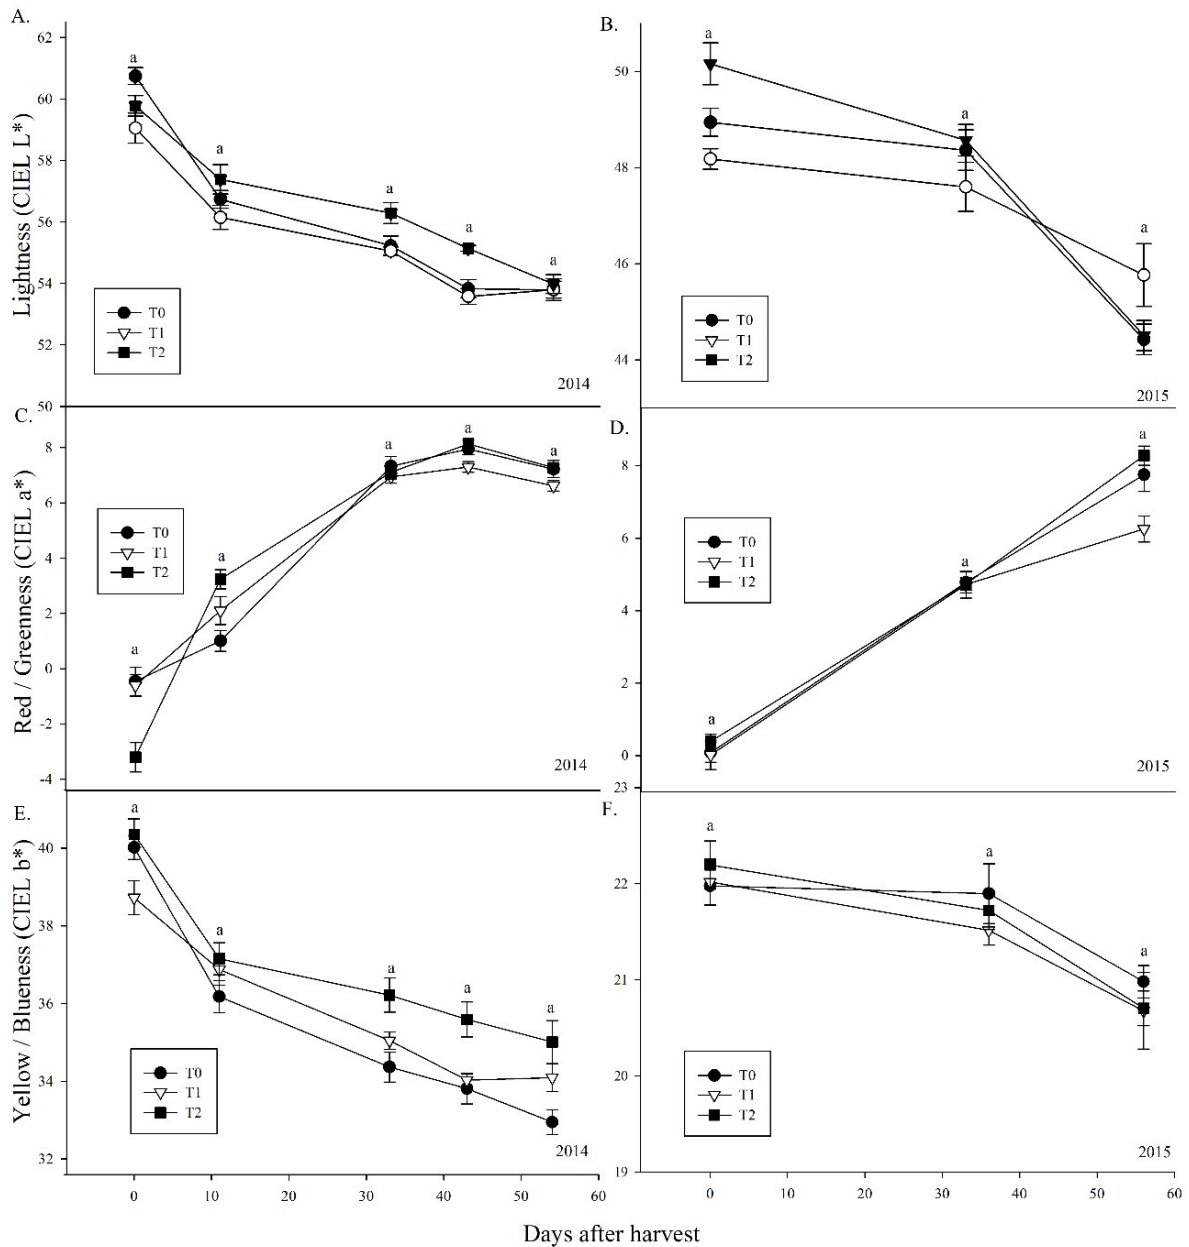 A.
62
60
58
56
54
52
50
Lightness (CIEL L*)
a
a
a
a
a
T0
T1
T2
2014
B.
50
48
46
44
a
a
a
T0
T1
T2
2015
C.
8
6
4
2
0
-2
-4
Red / Greenness (CIEL a*)
a
a
a
a
a
T0
T1
T2
2014
D.
8
6
4
2
0
a
a
a
T0
T1
T2
2015
E.
40
38
36
34
32
Yellow / Blueness (CIEL b*)
a
a
a
a
a
T0
T1
T2
2014
0 10 20 30 40 50 60
F.
23
22
21
20
19
a
a
a
T0
T1
T2
2015
0 10 20 30 40 50 60
Days after harvest